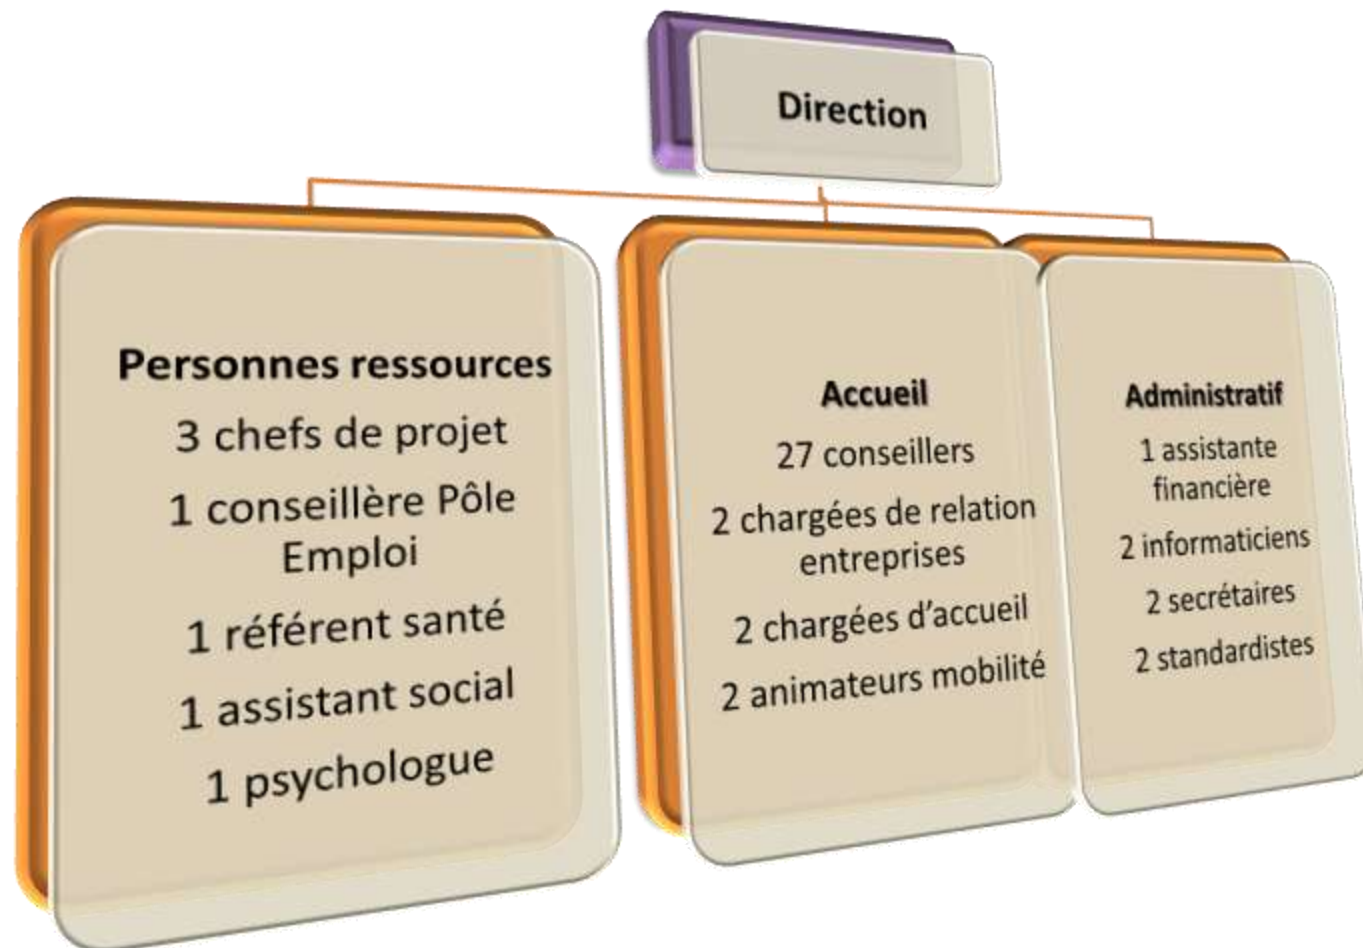 Direction
Personnes ressources
3 chefs de projet
1 conseillère Pôle
Emploi
1 référent santé
1 assistant social
1 psychologue
Accueil
27 conseillers
2 chargées de relation
entreprises
2 chargées d’accueil
2 animateurs mobilité
Administratif
1 assistante
financière
2 informaticiens
2 secrétaires
2 standardistes